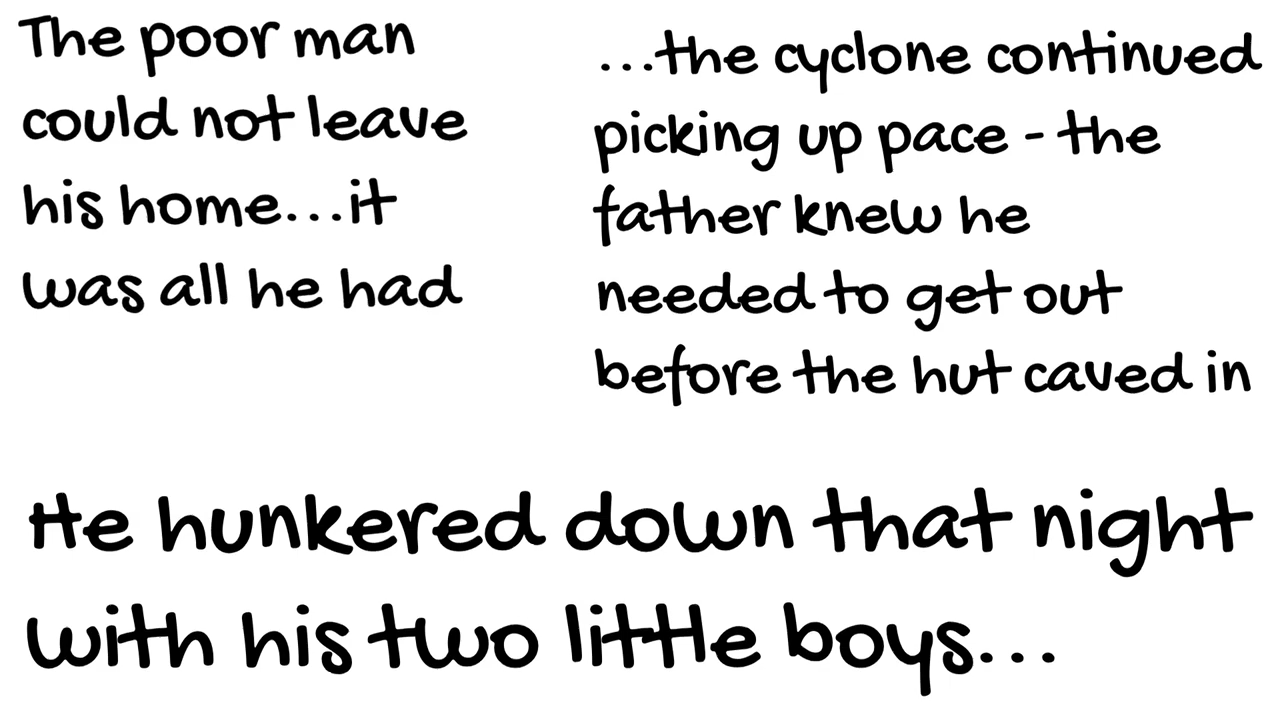 The poor man
could not leave
his home...it
was all he had
...the cyclone continued
picking up pace - the
father knew he
needed to get out
before the hut caved in
He hunkered down that night
with his two little boys...